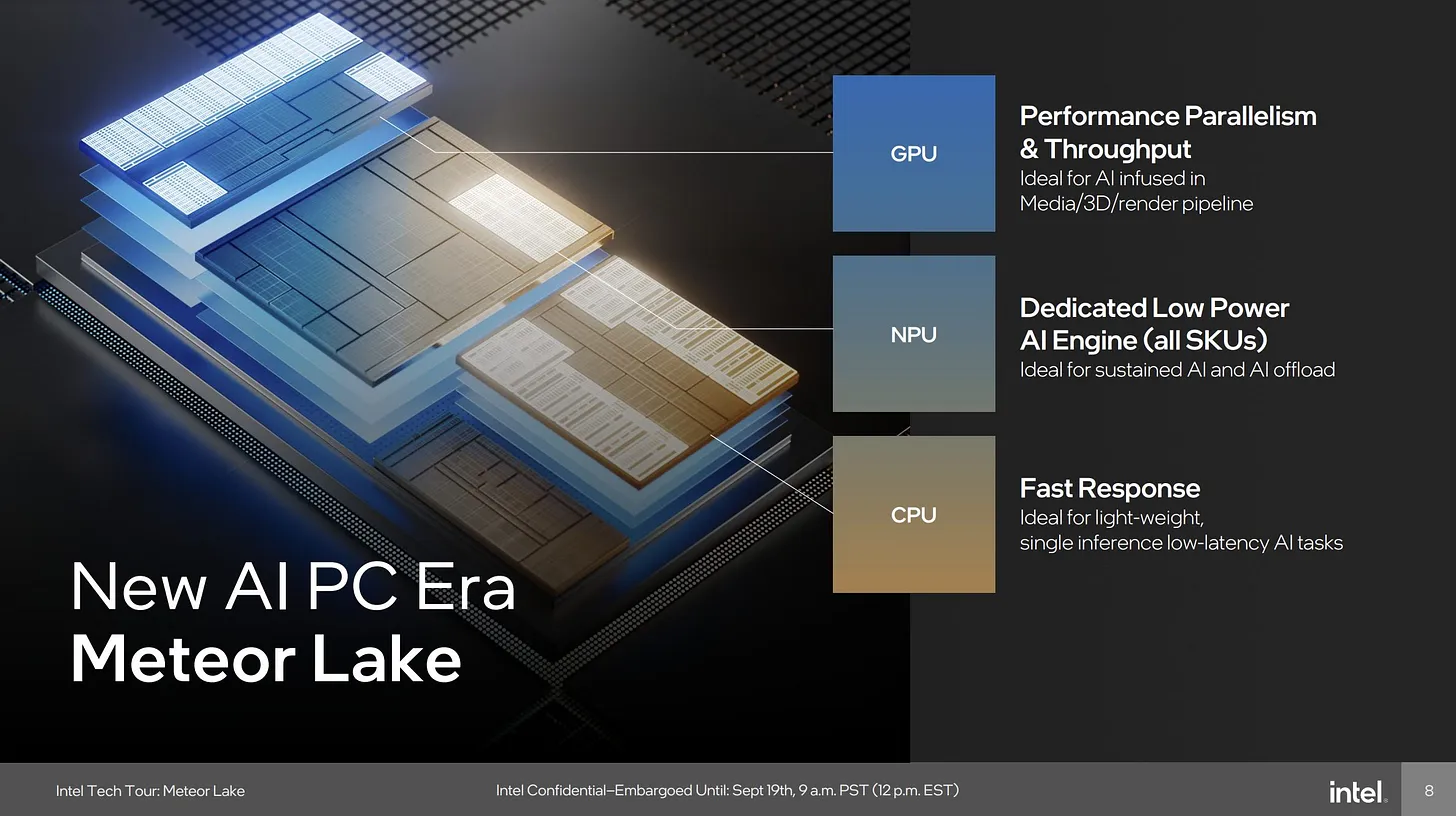 GPU
Performance Parallelism
& Throughput
Ideal for AI infused in
Media/3D/render pipeline
NPU
Dedicated Low Power
AI Engine (all SKUs)
Ideal for sustained AI and AI offload
CPU
Fast Response
Ideal for light-weight,
single inference low-latency AI tasks
New AI PC Era
Meteor Lake
Intel Tech Tour: Meteor Lake
Intel Confidential–Embargoed Until: Sept 19th, 9 a.m. PST (12 p.m. EST)
intel®
8